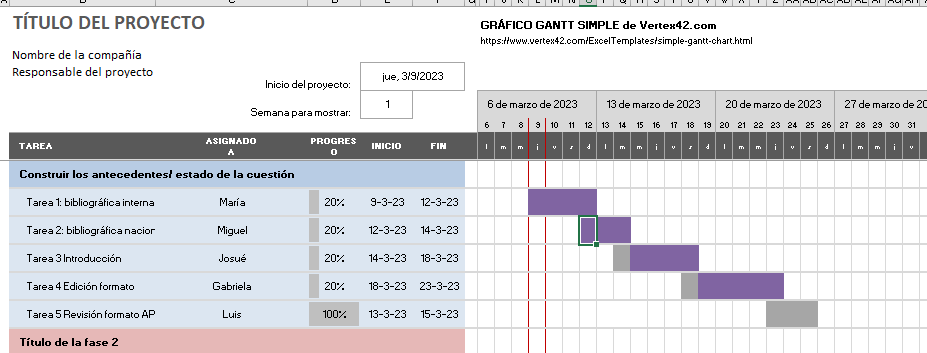 TÍTULO DEL PROYECTO
GRÁFICO GANTT SIMPLE de Vertex42.com
https://www.vertex42.com/ExcelTemplates/simple-gantt-chart.html
Nombre de la compañía
Responsable del proyecto
Inicio del proyecto: jue, 3/9/2023
Semana para mostrar: 1
6 de marzo de 2023 13 de marzo de 2023 20 de marzo de 2023 27 de marzo de 20
6 7 8 9 10 11 12 13 14 15 16 17 18 19 20 21 22 23 24 25 26 27 28 29 30 31
TAREA ASIGNADO A PROGRESO INICIO FIN l m m j v s d l m m j v s d l m m j v s d l m m j v
Construir los antecedentes/ estado de la cuestión
Tarea 1: bibliográfica interna María 20% 9-3-23 12-3-23
Tarea 2: bibliográfica nacion Miguel 20% 12-3-23 14-3-23
Tarea 3 Introducción Josué 20% 14-3-23 18-3-23
Tarea 4 Edición formato Gabriela 20% 18-3-23 23-3-23
Tarea 5 Revisión formato AP Luis 100% 13-3-23 15-3-23
Título de la fase 2